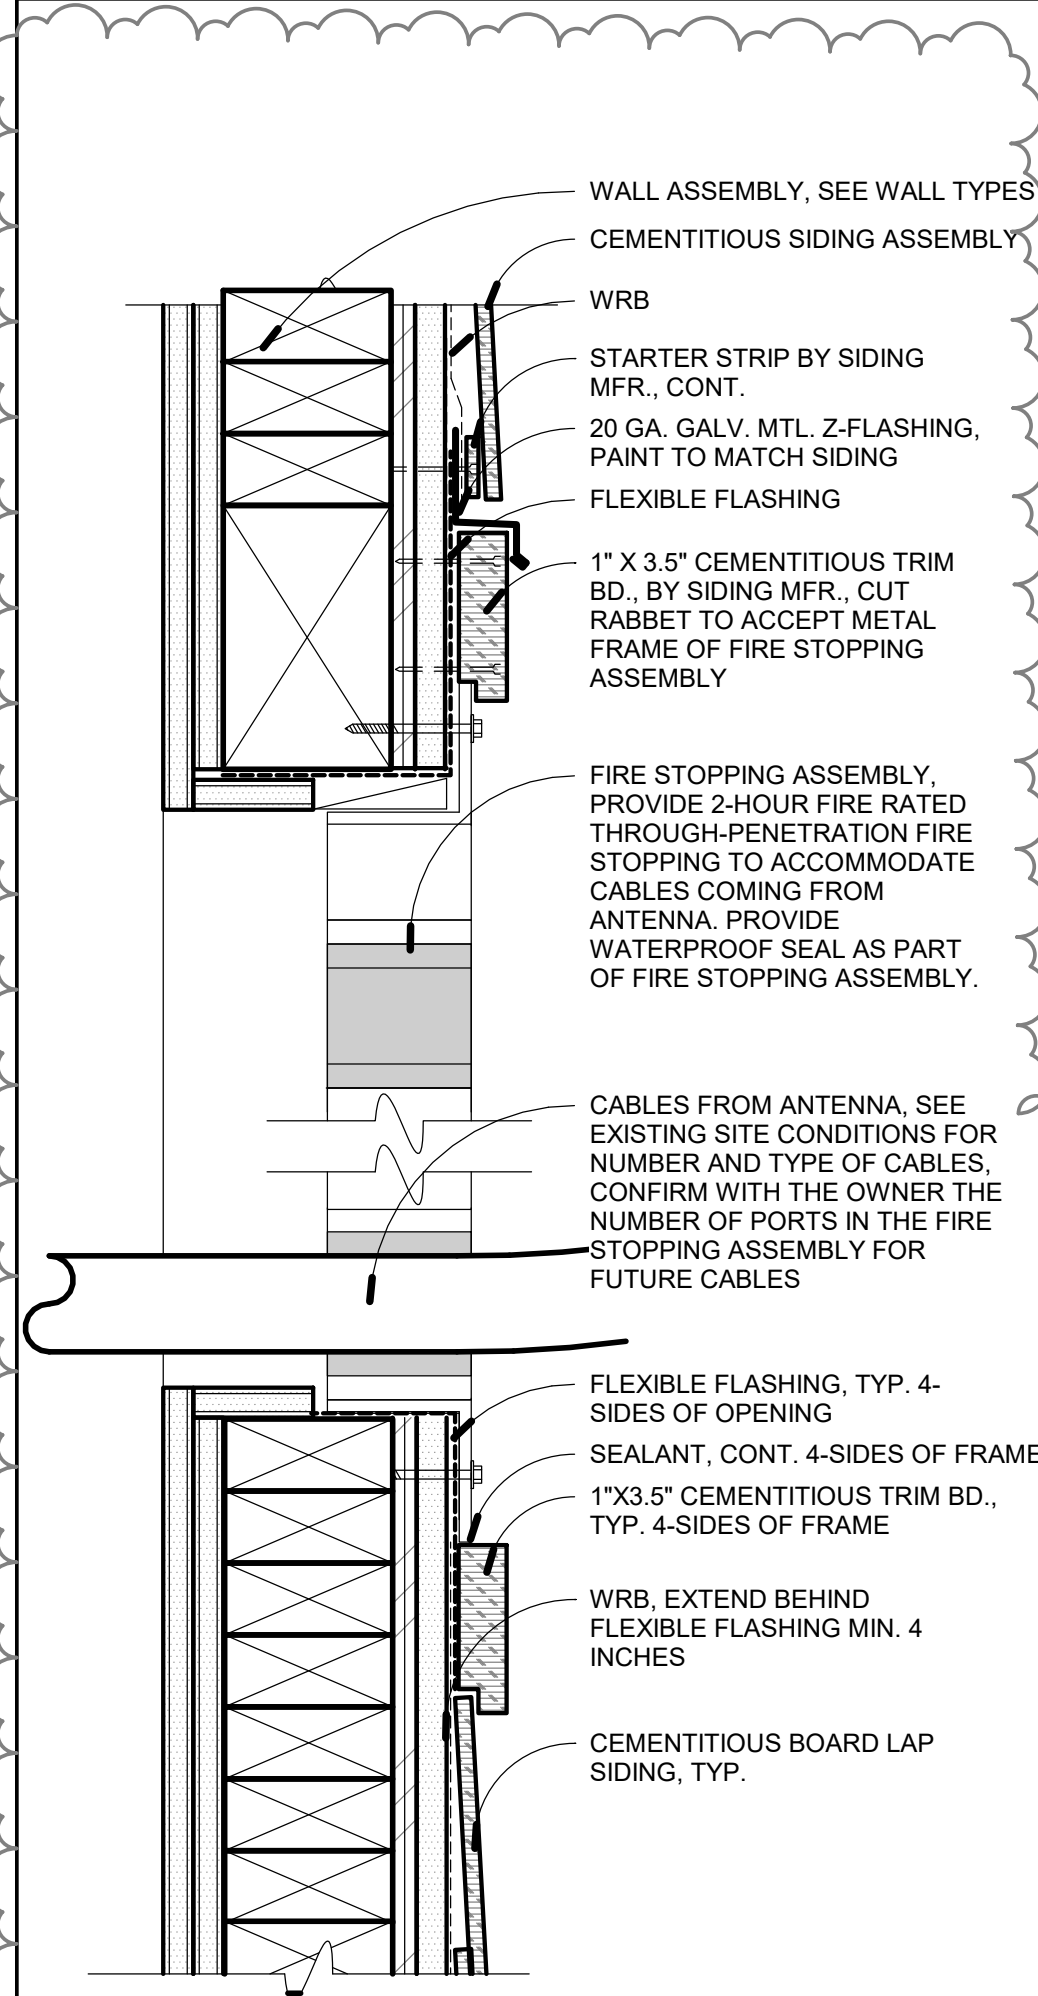 WALL ASSEMBLY, SEE WALL TYPES
CEMENTITIOUS SIDING ASSEMBLY
WRB
STARTER STRIP BY SIDING
MFR., CONT.
20 GA. GALV. MTL. Z-FLASHING,
PAINT TO MATCH SIDING
FLEXIBLE FLASHING
1" X 3.5" CEMENTITIOUS TRIM
BD., BY SIDING MFR., CUT
RABBET TO ACCEPT METAL
FRAME OF FIRE STOPPING
ASSEMBLY
FIRE STOPPING ASSEMBLY,
PROVIDE 2-HOUR FIRE RATED
THROUGH-PENETRATION FIRE
STOPPING TO ACCOMMODATE
CABLES COMING FROM
ANTENNA. PROVIDE
WATERPROOF SEAL AS PART
OF FIRE STOPPING ASSEMBLY.
CABLES FROM ANTENNA, SEE
EXISTING SITE CONDITIONS FOR
NUMBER AND TYPE OF CABLES,
CONFIRM WITH THE OWNER THE
NUMBER OF PORTS IN THE FIRE
STOPPING ASSEMBLY FOR
FUTURE CABLES
FLEXIBLE FLASHING, TYP. 4-
SIDES OF OPENING
SEALANT, CONT. 4-SIDES OF FRAME
1"X3.5" CEMENTITIOUS TRIM BD.,
TYP. 4-SIDES OF FRAME
WRB, EXTEND BEHIND
FLEXIBLE FLASHING MIN. 4
INCHES
CEMENTITIOUS BOARD LAP
SIDING, TYP.